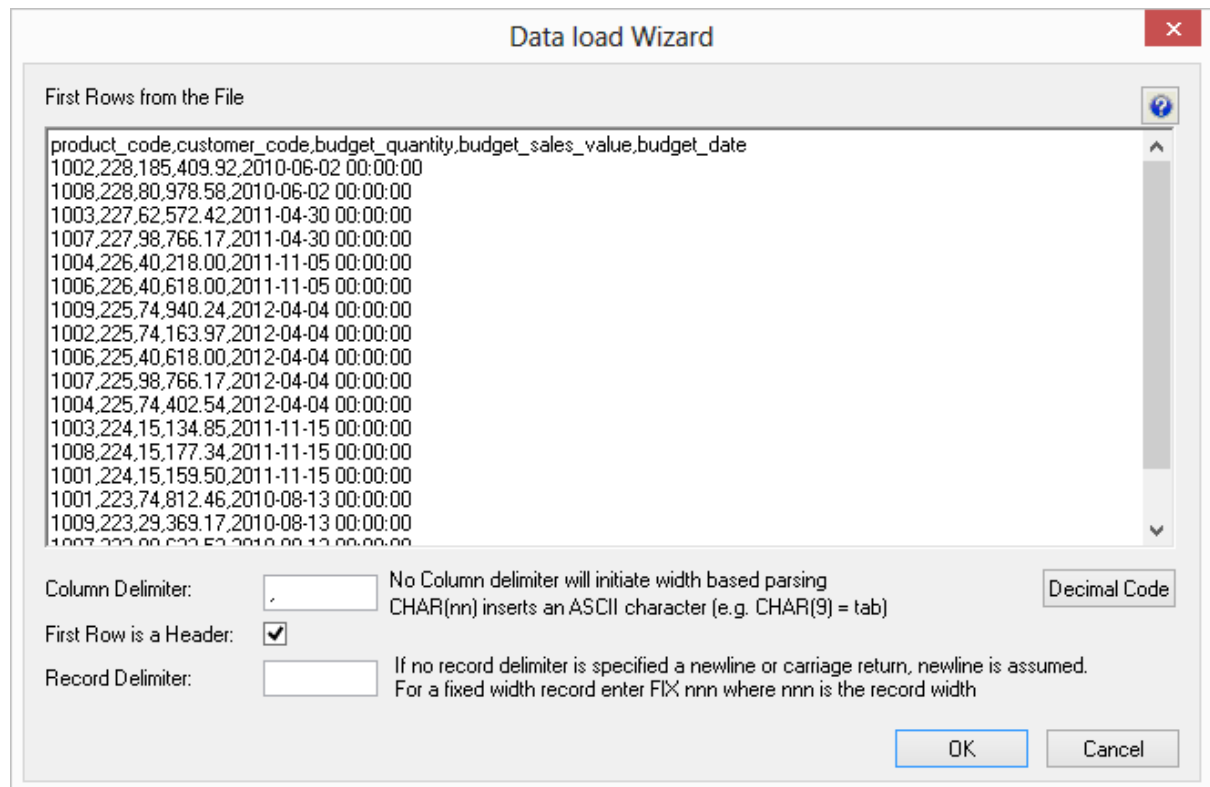 Data load Wizard
First Rows from the File
product_code,customer_code,budget_quantity,budget_sales_value,budget_date
1002,228,185,409.92,2010-06-02 00:00:00
1008,228,80,978.58,2010-06-02 00:00:00
1003,227,62,572.42,2011-04-30 00:00:00
1007,227,98,766.17,2011-04-30 00:00:00
1004,226,40,218.00,2011-11-05 00:00:00
1006,226,40,618.00,2011-11-05 00:00:00
1009,225,74,940.24,2012-04-04 00:00:00
1002,225,74,163.97,2012-04-04 00:00:00
1006,225,40,618.00,2012-04-04 00:00:00
1007,225,98,766.17,2012-04-04 00:00:00
1004,225,74,402.54,2012-04-04 00:00:00
1003,224,15,134.85,2011-11-15 00:00:00
1008,224,15,177.34,2011-11-15 00:00:00
1001,224,15,159.50,2011-11-15 00:00:00
1001,223,74,812.46,2010-08-13 00:00:00
1009,223,29,369.17,2010-08-13 00:00:00
Column Delimiter: , No Column delimiter will initiate width based parsing
CHAR(nn) inserts an ASCII character (e.g. CHAR(9) = tab) Decimal Code
First Row is a Header:
Record Delimiter: If no record delimiter is specified a newline or carriage return, newline is assumed.
For a fixed width record enter FIX nnn where nnn is the record width
OK Cancel